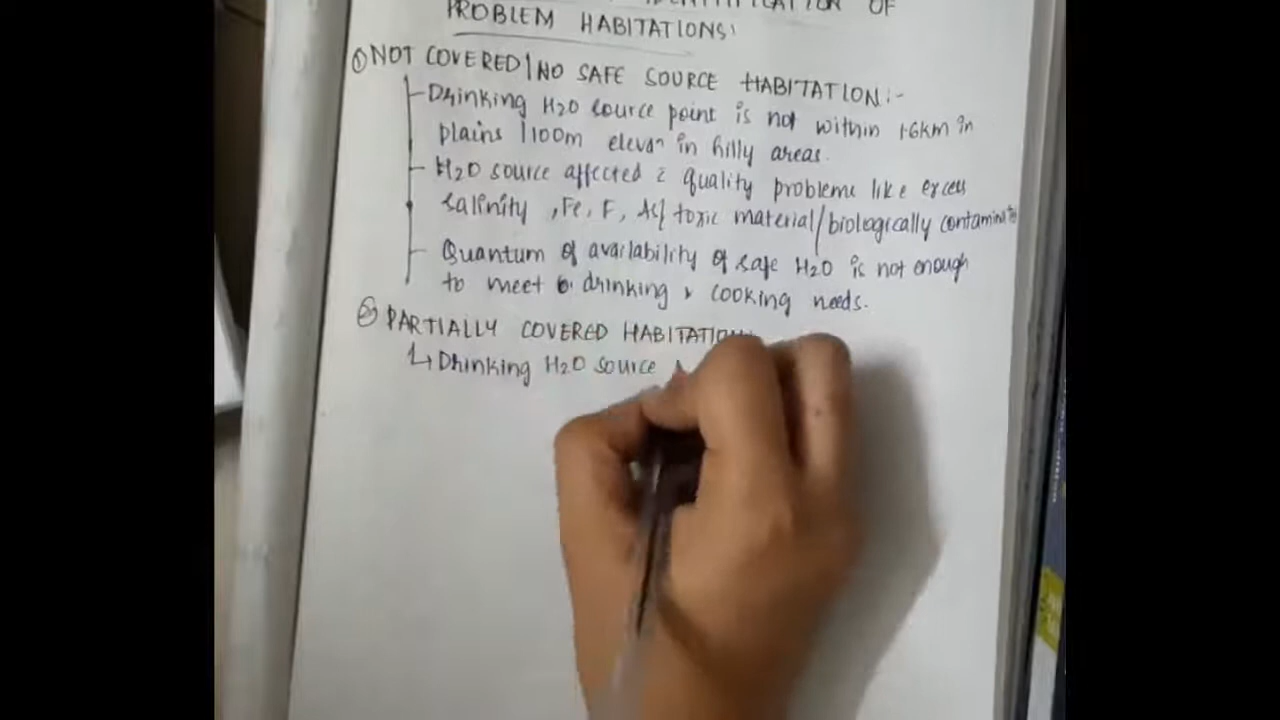 IDENTIFICATION OF
PROBLEM HABITATIONS:
① NOT COVERED | NO SAFE SOURCE HABITATION:-
Drinking H2O source point is not within 1.6km in
plains | 100m elevan in hilly areas.
H2O source affected c quality problems like excess
salinity, Fe, F, As/ toxic material/biologically contaminate
Quantum of availability of safe H2O is not enough
to meet drinking & cooking needs.
② PARTIALLY COVERED HABITATION
↳ Drinking H2O source